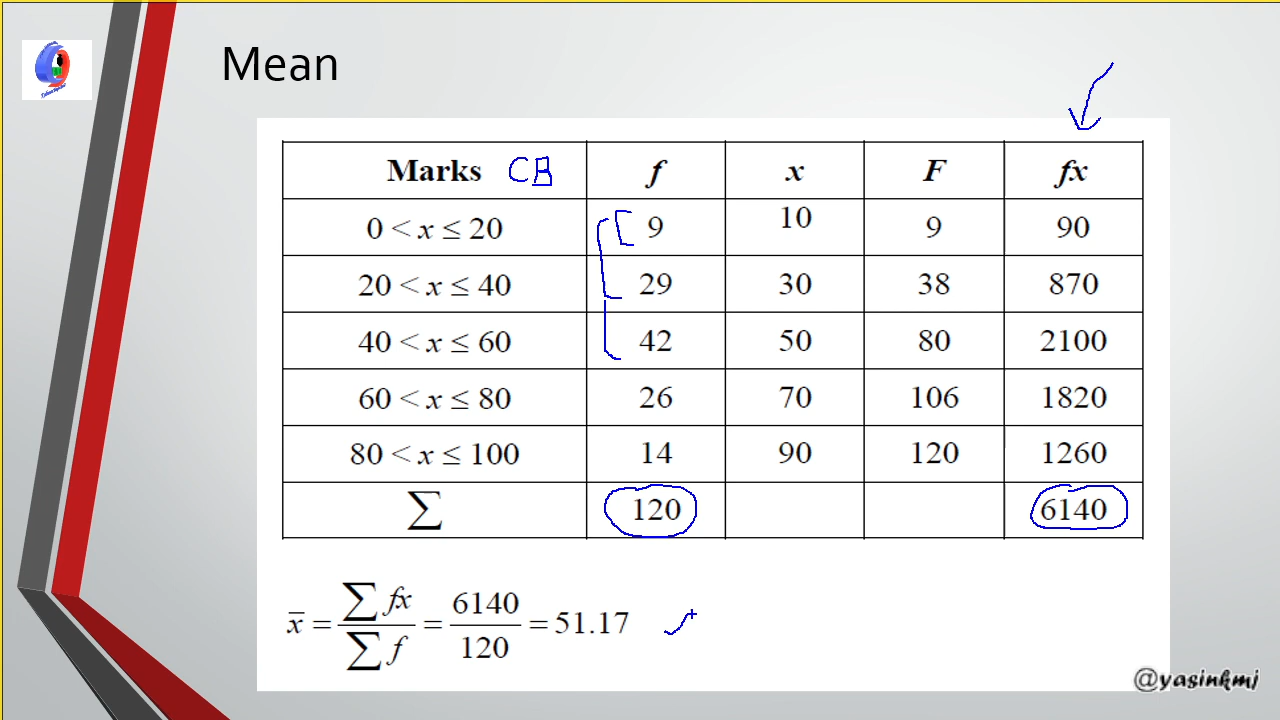 Mean
Marks CB f x F fx
0 < x ≤ 20 9 10 9 90
20 < x ≤ 40 29 30 38 870
40 < x ≤ 60 42 50 80 2100
60 < x ≤ 80 26 70 106 1820
80 < x ≤ 100 14 90 120 1260
∑ 120 6140
x̅ = ∑ fx / ∑ f = 6140 / 120 = 51.17
@yasinkmj